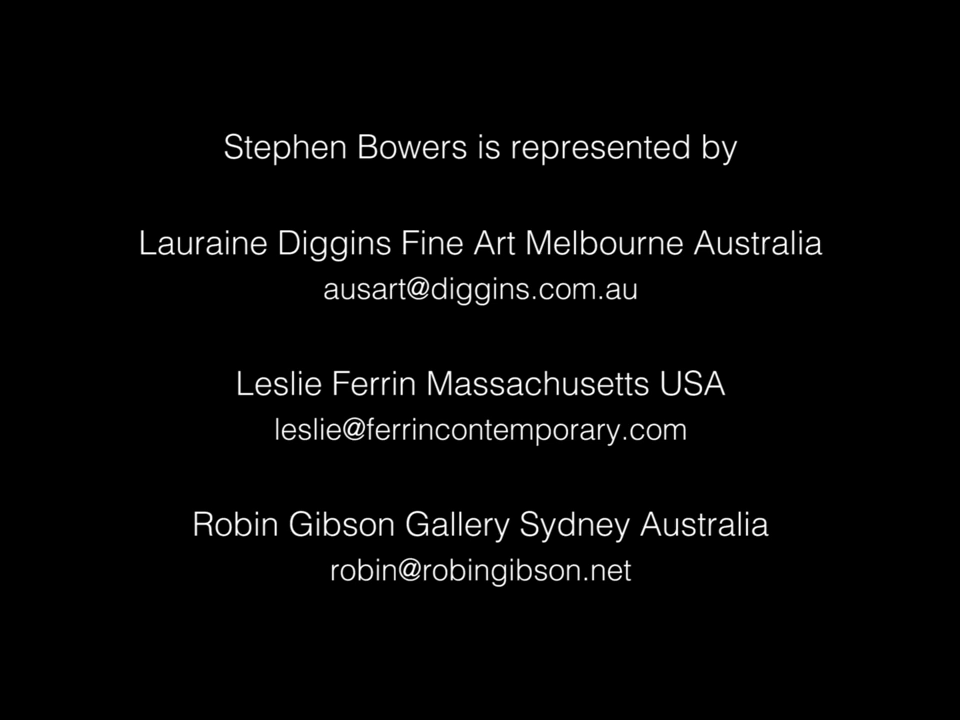 Stephen Bowers is represented by
Lauraine Diggins Fine Art Melbourne Australia
ausart@diggins.com.au
Leslie Ferrin Massachusetts USA
leslie@ferrincontemporary.com
Robin Gibson Gallery Sydney Australia
robin@robingibson.net